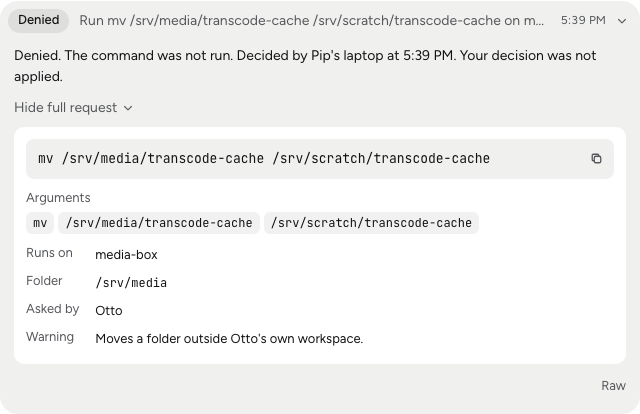 Denied Run mv /srv/media/transcode-cache /srv/scratch/transcode-cache on m... 5:39 PM
Denied. The command was not run. Decided by Pip's laptop at 5:39 PM. Your decision was not
applied.
Hide full request
mv /srv/media/transcode-cache /srv/scratch/transcode-cache
Arguments
mv /srv/media/transcode-cache /srv/scratch/transcode-cache
Runs on media-box
Folder /srv/media
Asked by Otto
Warning Moves a folder outside Otto's own workspace.
Raw